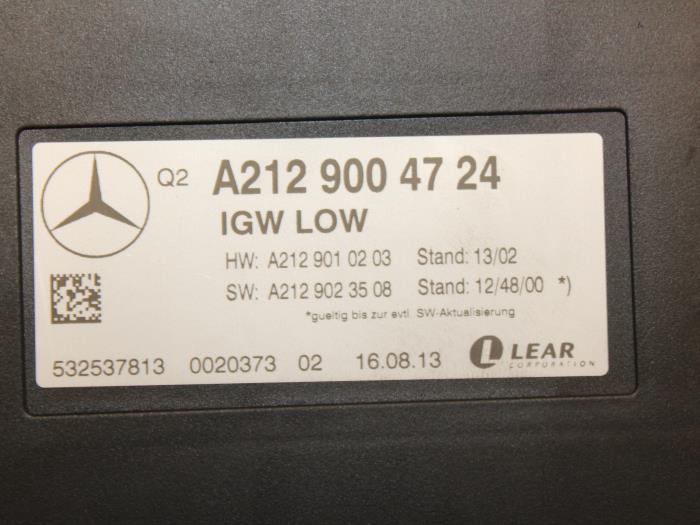 Q2 A212 900 47 24
IGW LOW
HW: A212 901 02 03 Stand: 13/02
SW: A212 902 35 08 Stand: 12/48/00 *)
*gueltig bis zur evtl. SW-Aktualisierung
532537813 0020373 02 16.08.13 LEAR
CORPORATION